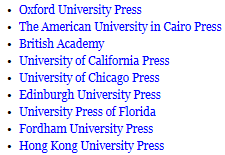 Oxford University Press
The American University in Cairo Press
British Academy
University of California Press
University of Chicago Press
Edinburgh University Press
University Press of Florida
Fordham University Press
Hong Kong University Press